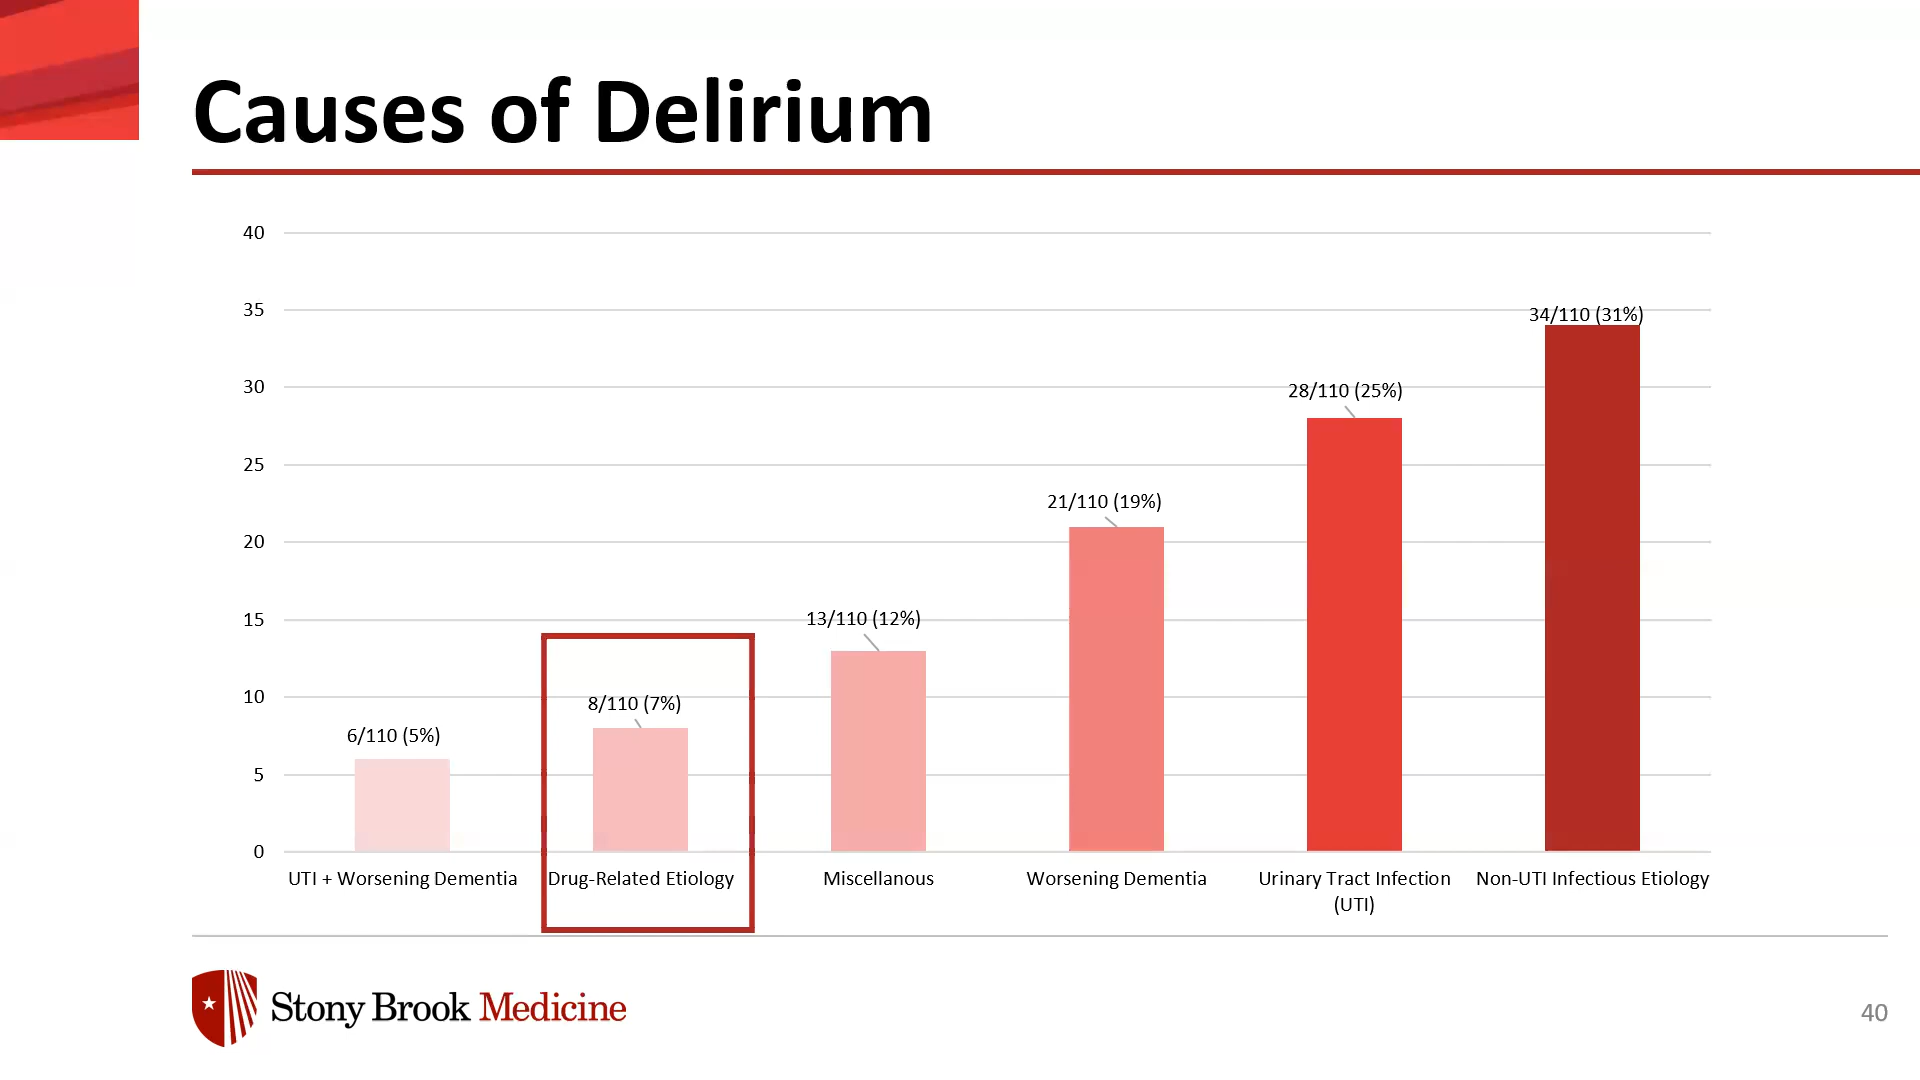 Causes of Delirium
40
35
30
25
20
15
10
5
0
6/110 (5%)
8/110 (7%)
13/110 (12%)
21/110 (19%)
28/110 (25%)
34/110 (31%)
UTI + Worsening Dementia
Drug-Related Etiology
Miscellanous
Worsening Dementia
Urinary Tract Infection
(UTI)
Non-UTI Infectious Etiology
Stony Brook Medicine
40